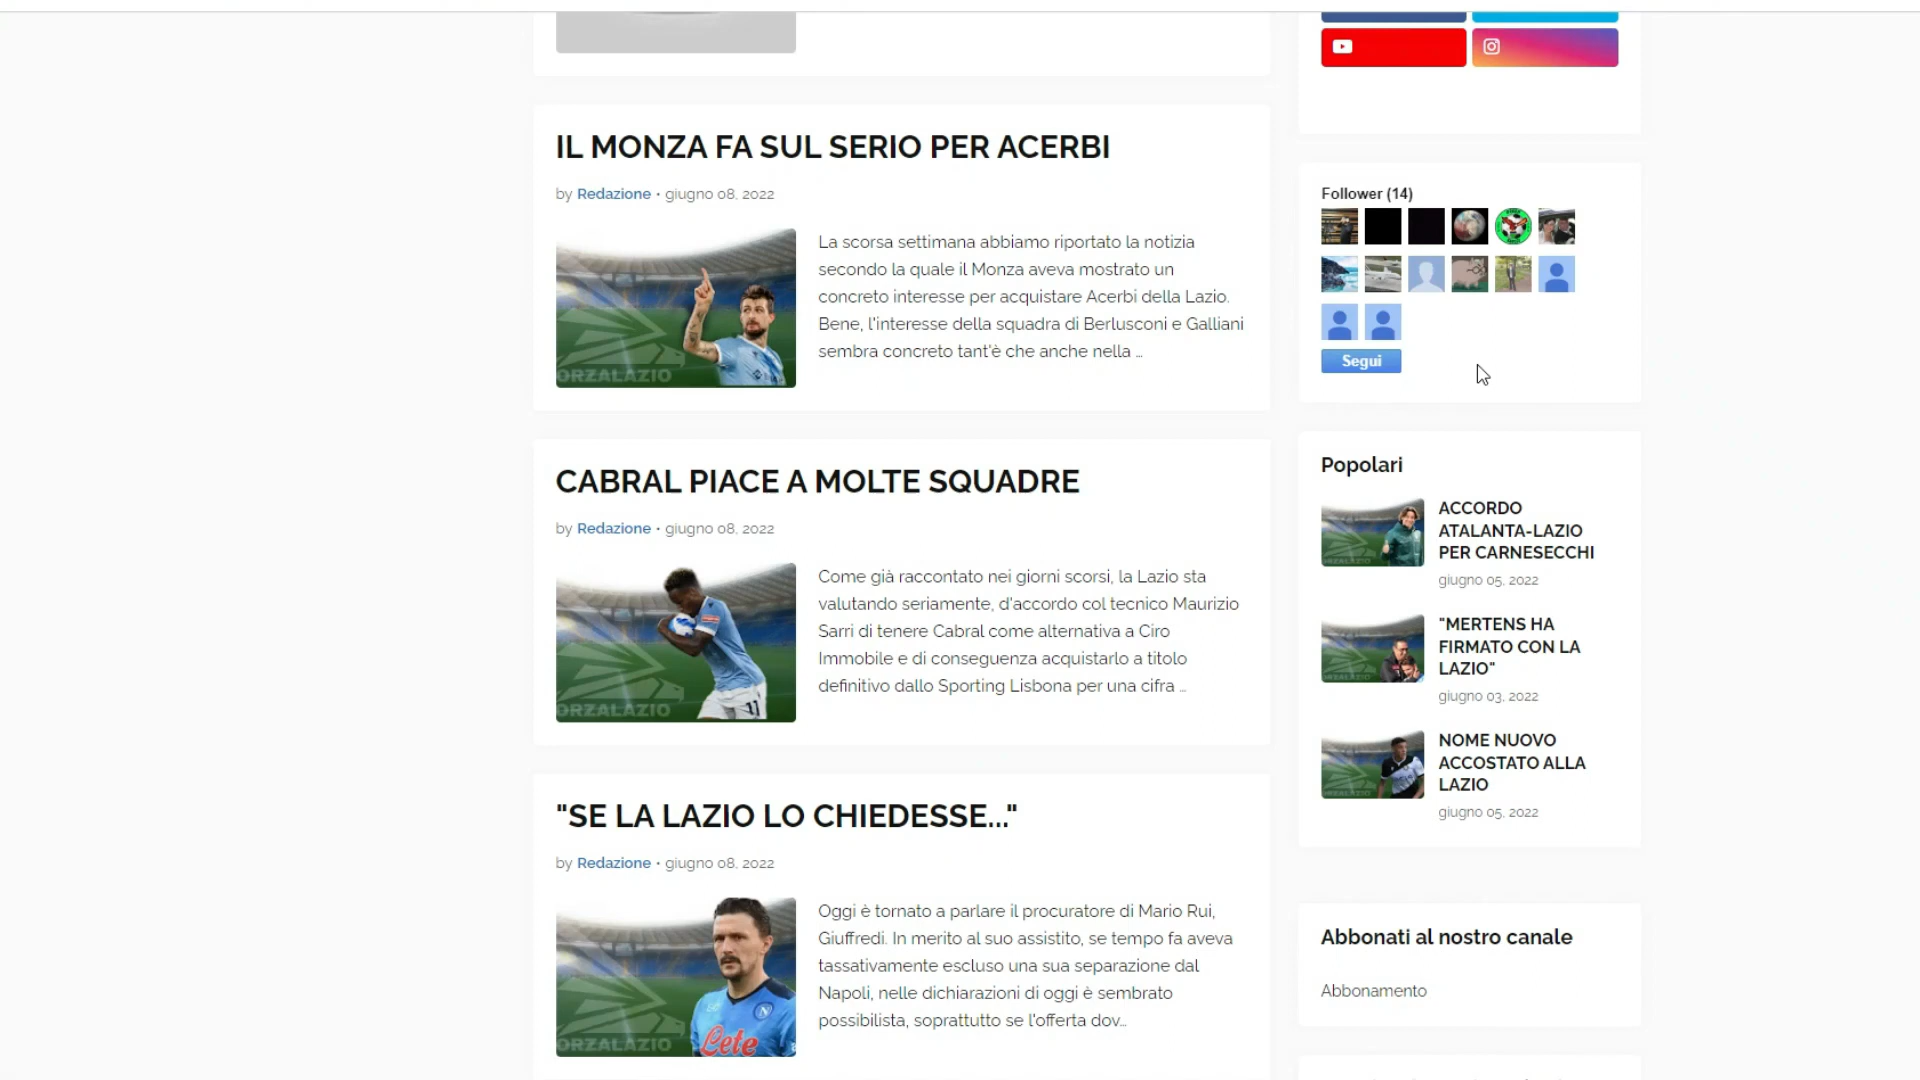 IL MONZA FA SUL SERIO PER ACERBI
by Redazione • giugno 08, 2022
La scorsa settimana abbiamo riportato la notizia
secondo la quale il Monza aveva mostrato un
concreto interesse per acquistare Acerbi della Lazio.
Bene, l'interesse della squadra di Berlusconi e Galliani
sembra concreto tant'è che anche nella …
ORZALAZIO
CABRAL PIACE A MOLTE SQUADRE
by Redazione • giugno 08, 2022
Come già raccontato nei giorni scorsi, la Lazio sta
valutando seriamente, d'accordo col tecnico Maurizio
Sarri di tenere Cabral come alternativa a Ciro
Immobile e di conseguenza acquistarlo a titolo
definitivo dallo Sporting Lisbona per una cifra …
11
ORZALAZIO
"SE LA LAZIO LO CHIEDESSE..."
by Redazione • giugno 08, 2022
Oggi è tornato a parlare il procuratore di Mario Rui,
Giuffredi. In merito al suo assistito, se tempo fa aveva
tassativamente escluso una sua separazione dal
Napoli, nelle dichiarazioni di oggi è sembrato
possibilista, soprattutto se l'offerta dov…
N
Lete
ORZALAZIO
Follower (14)
Segui
Popolari
ACCORDO
ATALANTA-LAZIO
PER CARNESECCHI
giugno 05, 2022
"MERTENS HA
FIRMATO CON LA
LAZIO"
giugno 03, 2022
NOME NUOVO
ACCOSTATO ALLA
LAZIO
giugno 05, 2022
Abbonati al nostro canale
Abbonamento